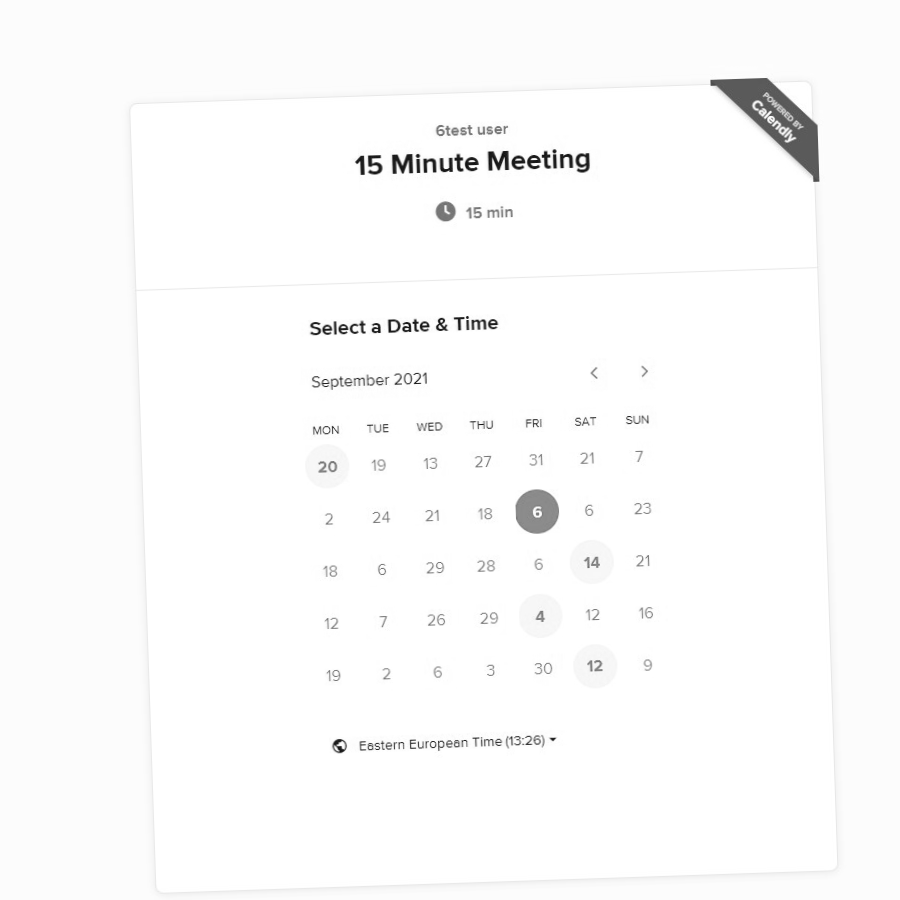 POWERED BY
Calendly
6test user
15 Minute Meeting
15 min
Select a Date & Time
September 2021
MON TUE WED THU FRI SAT SUN
20 19 13 27 31 21 7
2 24 21 18 6 6 23
18 6 29 28 6 14 21
12 7 26 29 4 12 16
19 2 6 3 30 12 9
Eastern European Time (13:26)